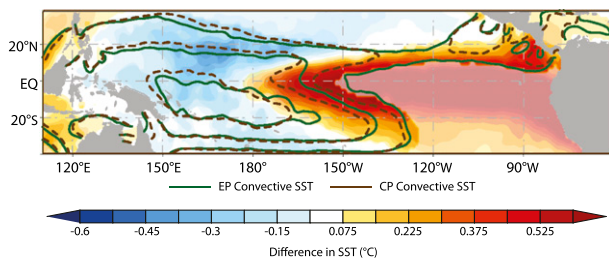 20°N
EQ
20°S
120°E 150°E 180° 150°W 120°W 90°W
EP Convective SST CP Convective SST
-0.6 -0.45 -0.3 -0.15 0.075 0.225 0.375 0.525
Difference in SST (°C)